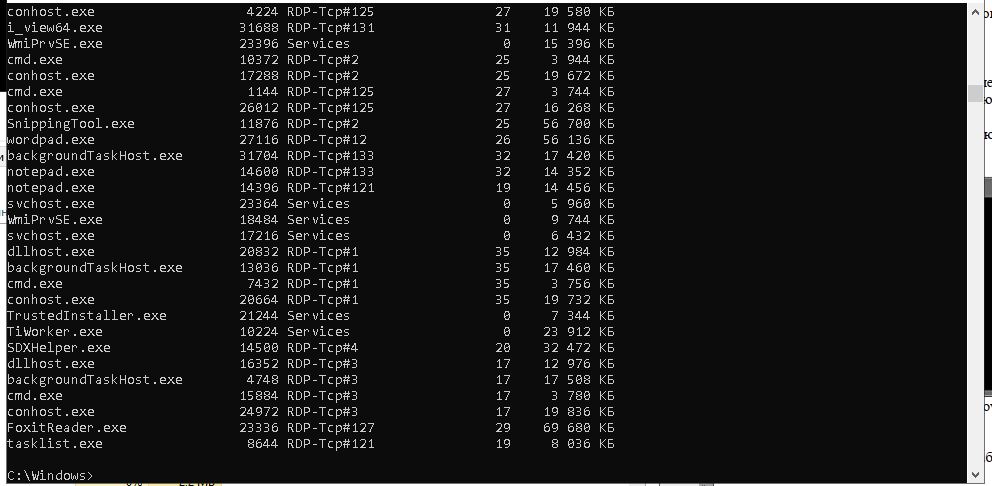 conhost.exe 4224 RDP-Tcp#125 27 19 580 КБ
i_view64.exe 31688 RDP-Tcp#131 31 11 944 КБ
WmiPrvSE.exe 23396 Services 0 15 396 КБ
cmd.exe 10372 RDP-Tcp#2 25 3 944 КБ
conhost.exe 17288 RDP-Tcp#2 25 19 672 КБ
cmd.exe 1144 RDP-Tcp#125 27 3 744 КБ
conhost.exe 26012 RDP-Tcp#125 27 16 268 КБ
SnippingTool.exe 11876 RDP-Tcp#2 25 56 700 КБ
wordpad.exe 27116 RDP-Tcp#12 26 56 136 КБ
backgroundTaskHost.exe 31704 RDP-Tcp#133 32 17 420 КБ
notepad.exe 14600 RDP-Tcp#133 32 14 352 КБ
notepad.exe 14396 RDP-Tcp#121 19 14 456 КБ
svchost.exe 23364 Services 0 5 960 КБ
WmiPrvSE.exe 18484 Services 0 9 744 КБ
svchost.exe 17216 Services 0 6 432 КБ
dllhost.exe 20832 RDP-Tcp#1 35 12 984 КБ
backgroundTaskHost.exe 13036 RDP-Tcp#1 35 17 460 КБ
cmd.exe 7432 RDP-Tcp#1 35 3 756 КБ
conhost.exe 20664 RDP-Tcp#1 35 19 732 КБ
TrustedInstaller.exe 21244 Services 0 7 344 КБ
TiWorker.exe 10224 Services 0 23 912 КБ
SDXHelper.exe 14500 RDP-Tcp#4 20 32 472 КБ
dllhost.exe 16352 RDP-Tcp#3 17 12 976 КБ
backgroundTaskHost.exe 4748 RDP-Tcp#3 17 17 508 КБ
cmd.exe 15884 RDP-Tcp#3 17 3 780 КБ
conhost.exe 24972 RDP-Tcp#3 17 19 836 КБ
FoxitReader.exe 23336 RDP-Tcp#127 29 69 680 КБ
tasklist.exe 8644 RDP-Tcp#121 19 8 036 КБ
C:\Windows>